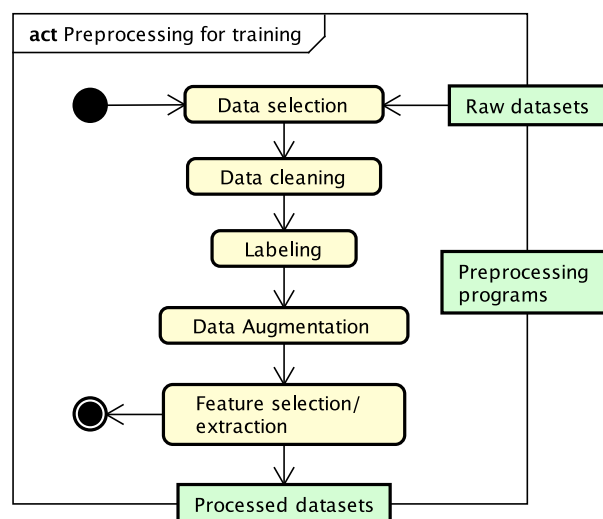 act Preprocessing for training
Data selection
Raw datasets
Data cleaning
Labeling
Preprocessing
programs
Data Augmentation
Feature selection/
extraction
Processed datasets